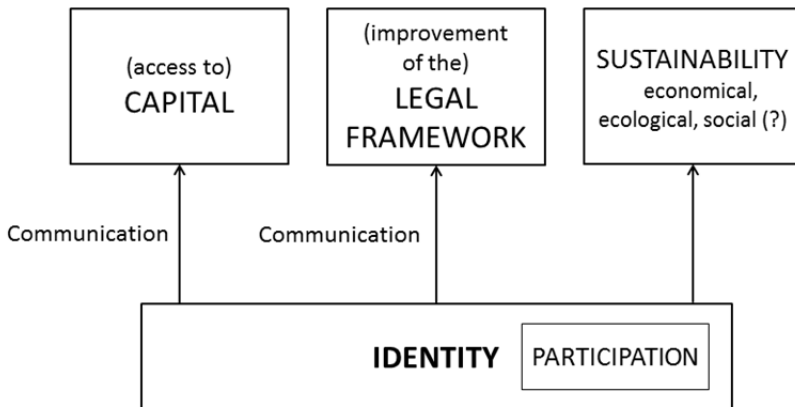 (access to)
CAPITAL
(improvement
of the)
LEGAL
FRAMEWORK
SUSTAINABILITY
economical,
ecological, social (?)
Communication
Communication
IDENTITY
PARTICIPATION